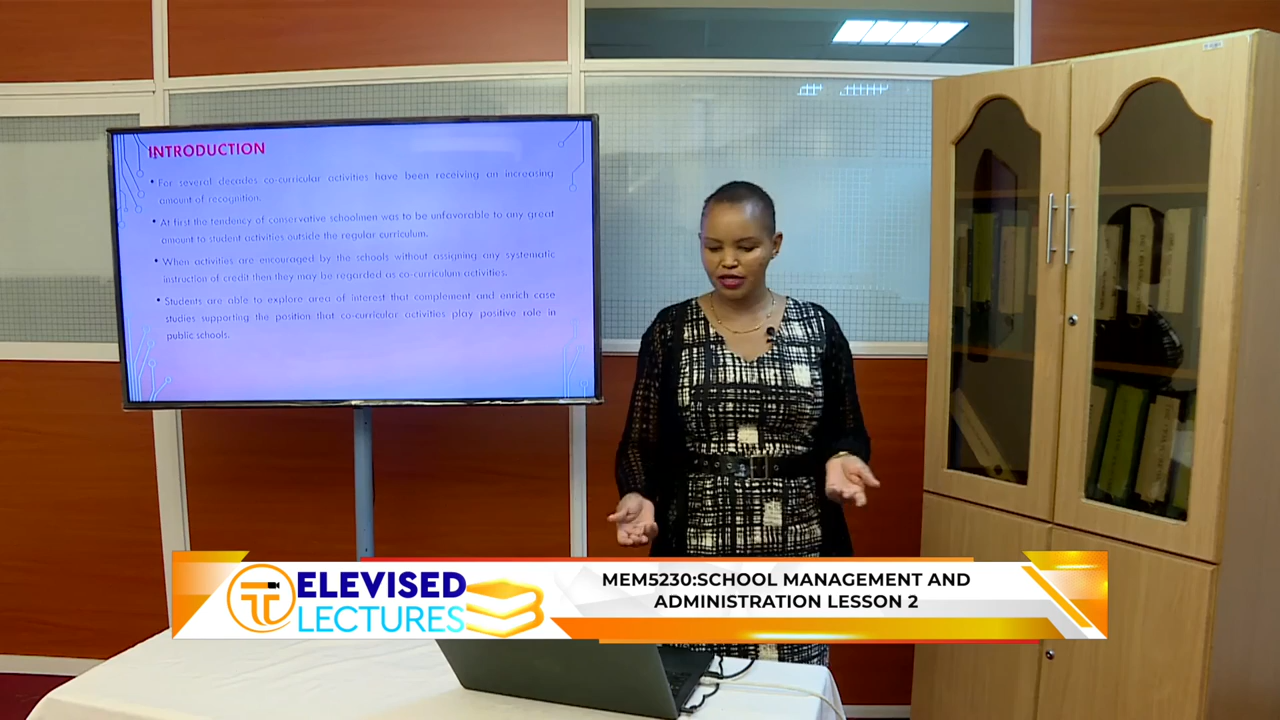 INTRODUCTION
• For several decades co-curricular activities have been receiving an increasing
amount of recognition.
• At first the tendency of conservative schoolmen was to be unfavorable to any great
amount to student activities outside the regular curriculum.
• When activities are encouraged by the schools without assigning any systematic
instruction of credit then they may be regarded as co-curriculum activities.
• Students are able to explore area of interest that complement and enrich case
studies supporting the position that co-curricular activities play positive role in
public schools.
TELEVISED
LECTURES
MEM5230:SCHOOL MANAGEMENT AND
ADMINISTRATION LESSON 2